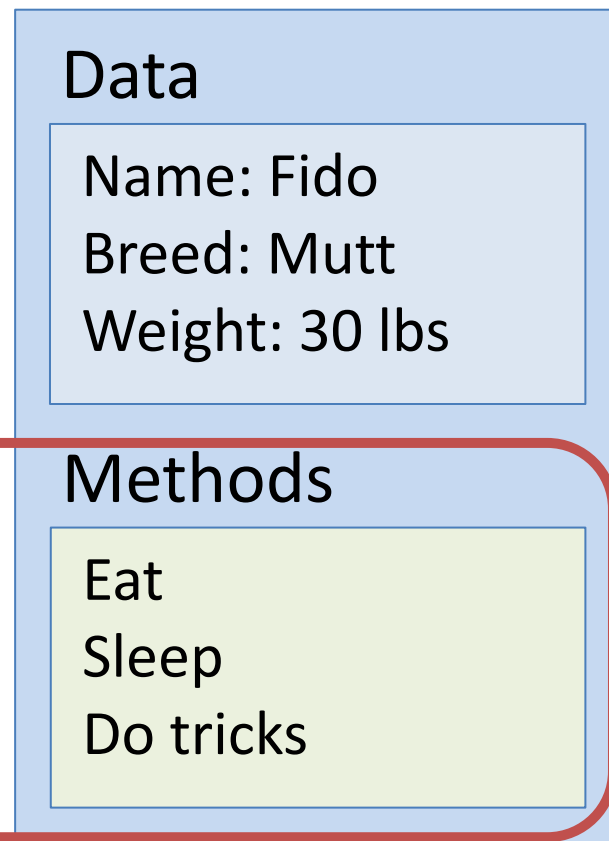 Data
Name: Fido
Breed: Mutt
Weight: 30 lbs
Methods
Eat
Sleep
Do tricks